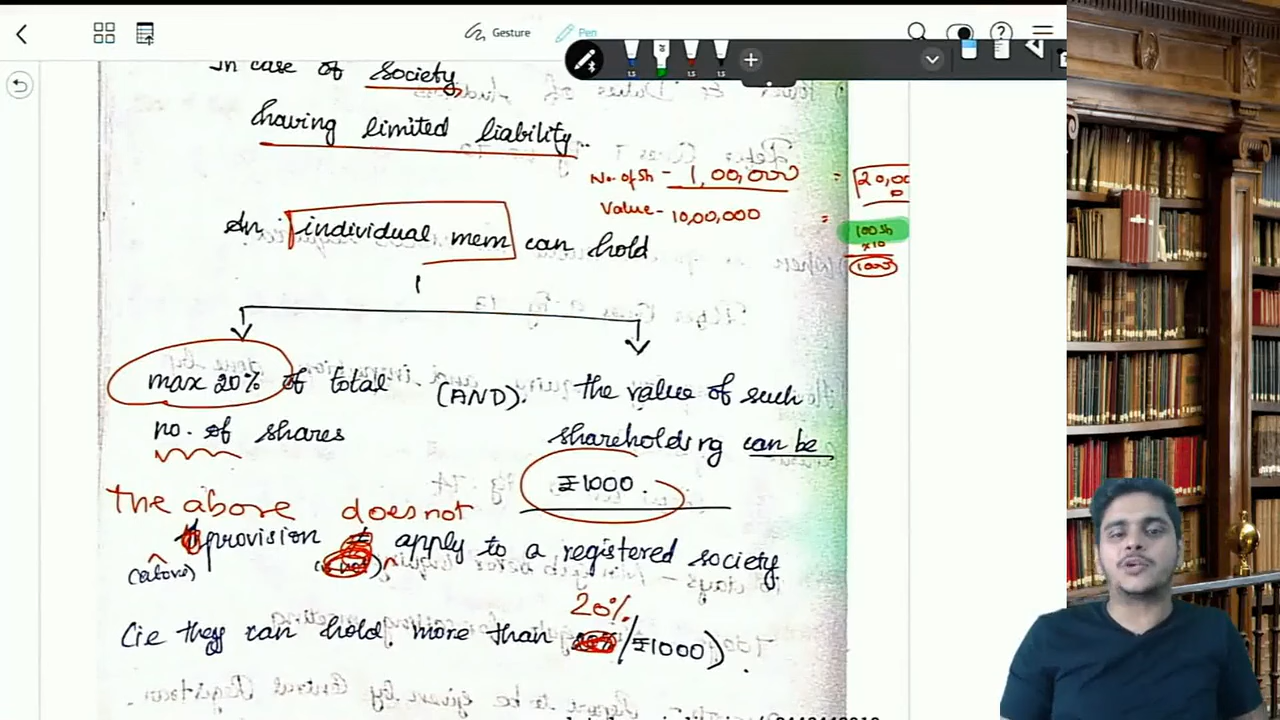 Gesture
Pen
In case of society
having limited liability.
No. of Sh - 1,00,000 = 20,00
0
Value - 10,00,000 =
100 Sh
x10
1000
An individual mem can hold
max 20% of total (AND). the value of such
no. of shares shareholding can be
₹1000.
The above does not
provision apply to a registered society
(above)
20%
(ie they can hold more than /₹1000).